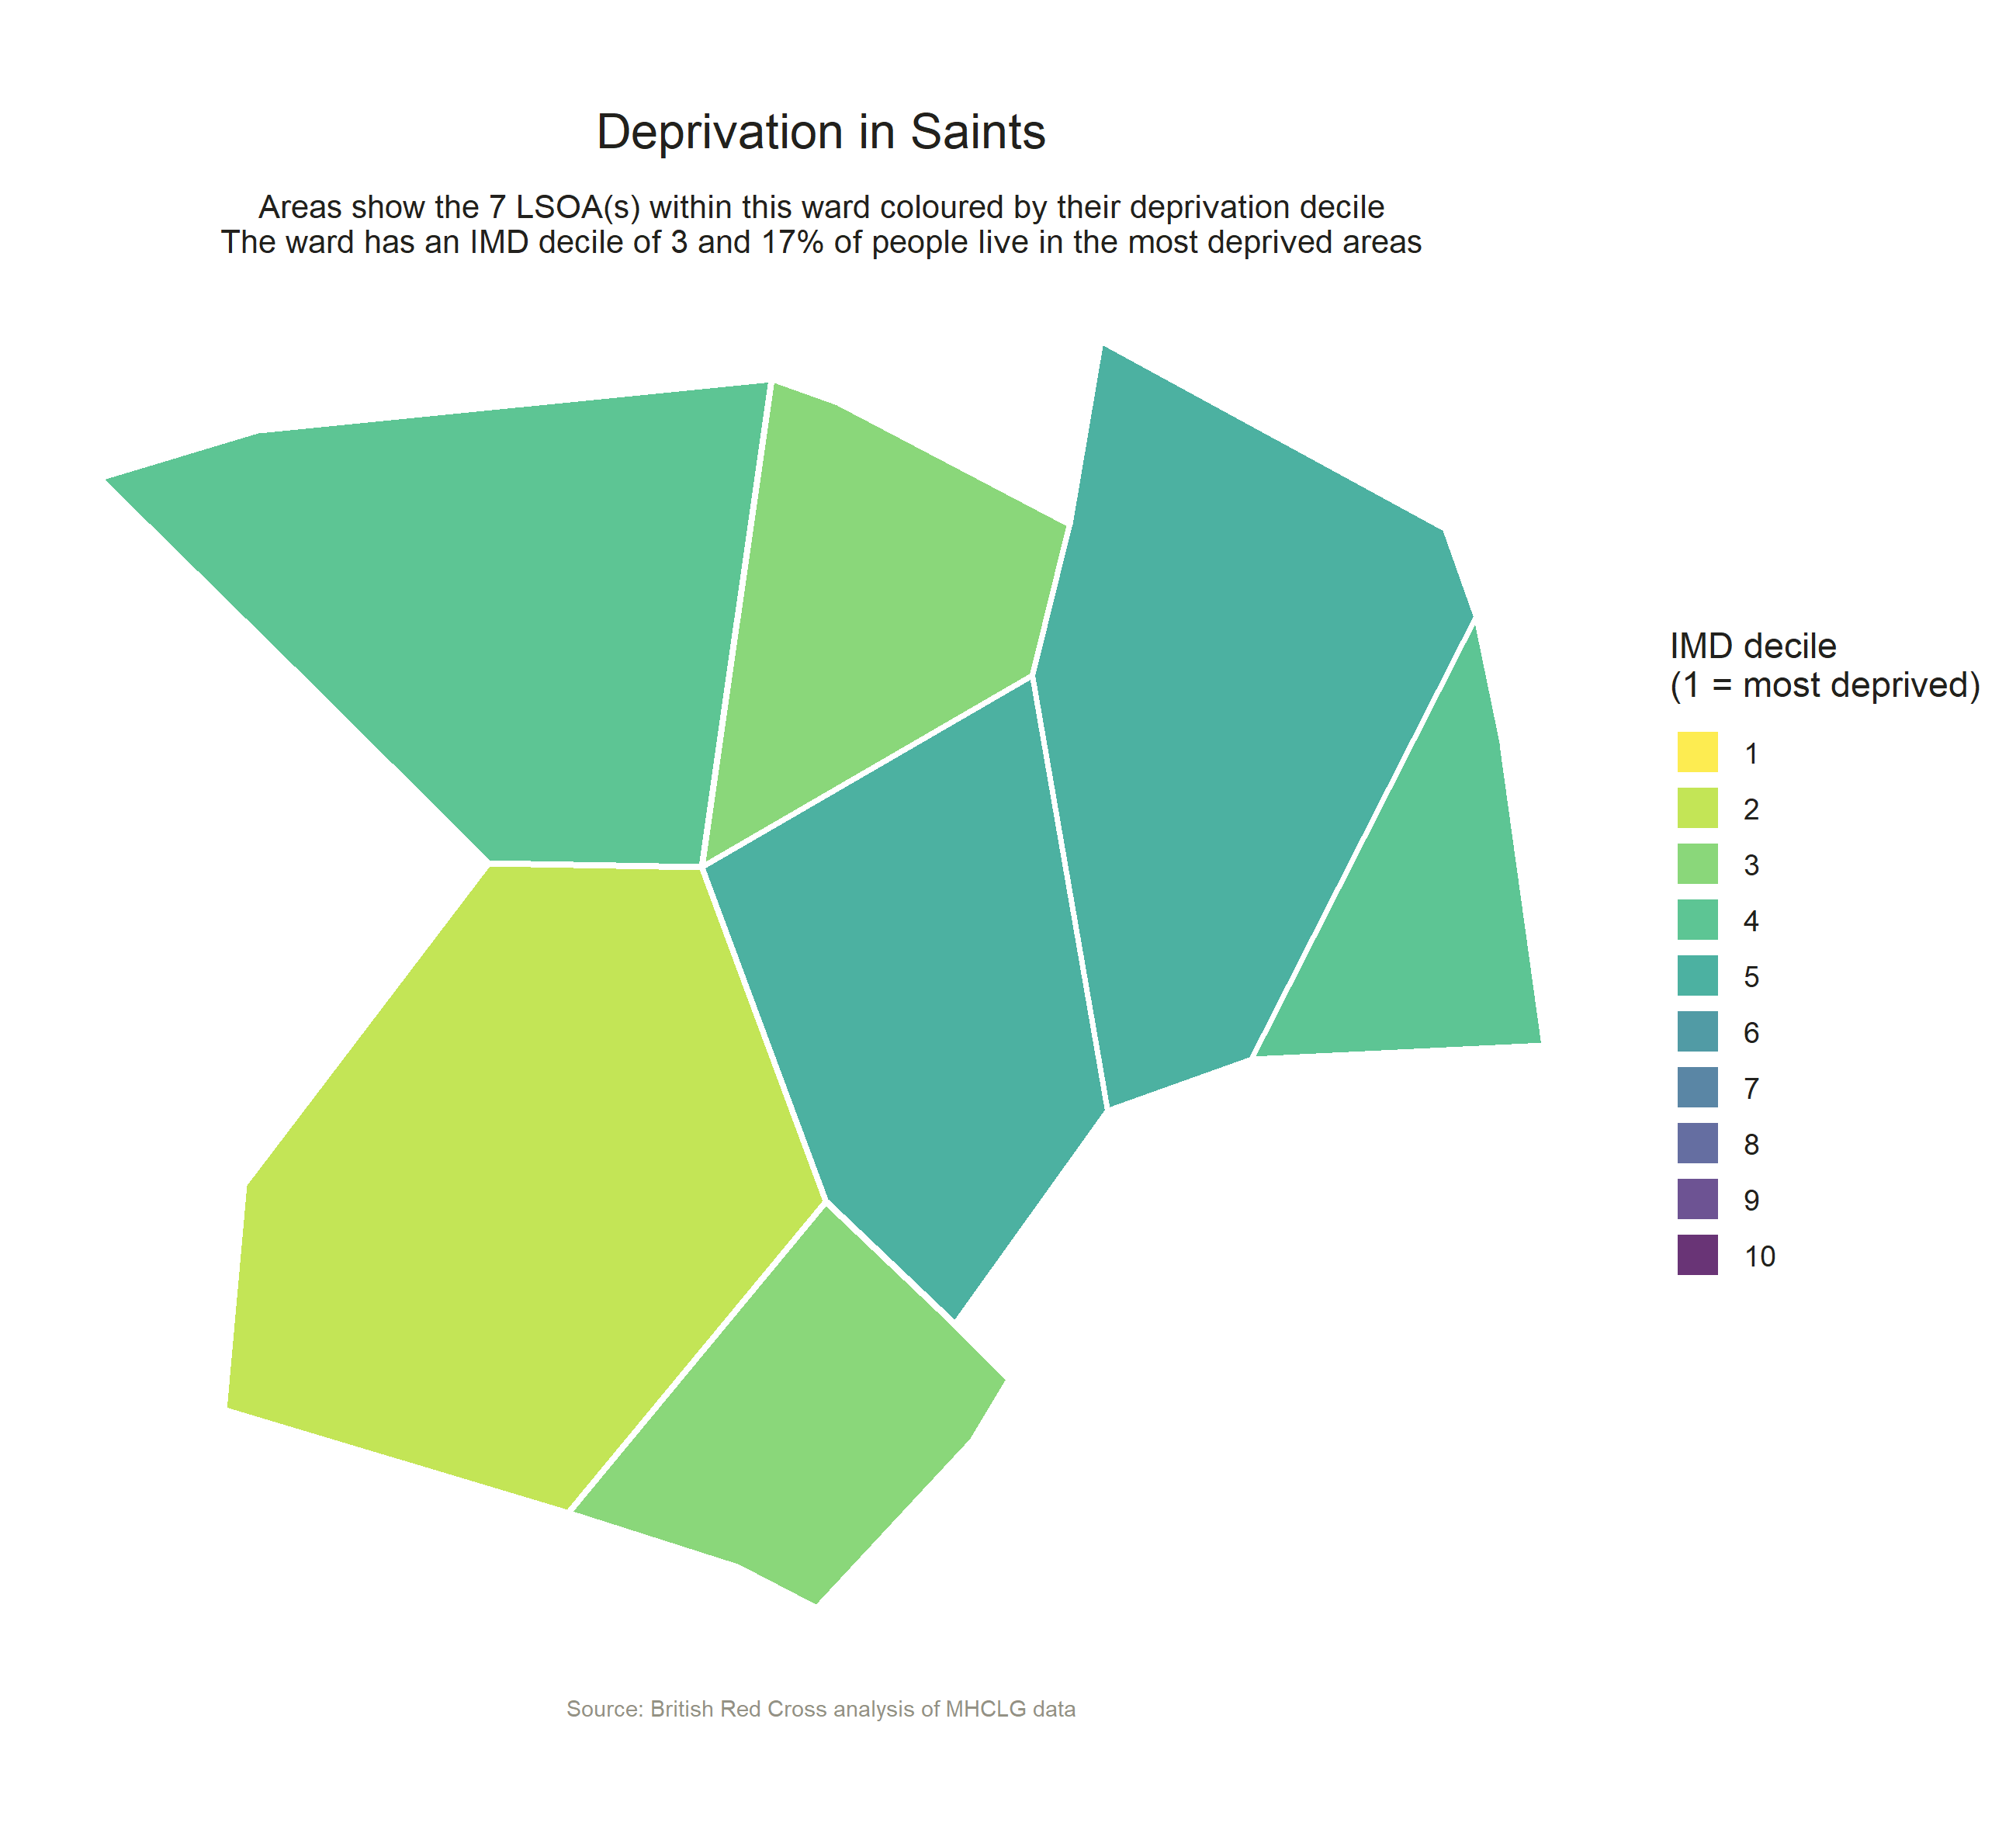 Deprivation in Saints
Areas show the 7 LSOA(s) within this ward coloured by their deprivation decile
The ward has an IMD decile of 3 and 17% of people live in the most deprived areas
IMD decile
(1 = most deprived)
1
2
3
4
5
6
7
8
9
10
Source: British Red Cross analysis of MHCLG data